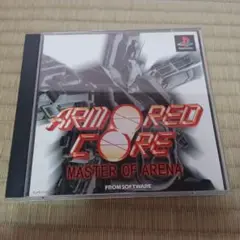 ARMORED
CORE
MASTER OF ARENA
FROM SOFTWARE